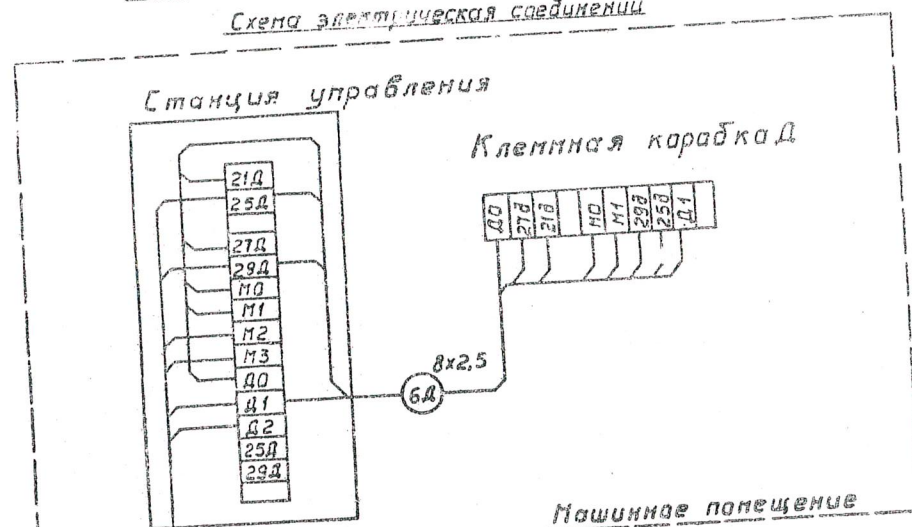 Схема электрическая соединений
Станция управления
Клеммная карабка Д
21Д
25Д
27Д
29Д
М0
М1
М2
М3
Д0
Д1
Д2
25Д
29Д
Д0
27д
21д
М0
М1
29д
25д
Д1
8х2,5
6Д
Машинное помещение